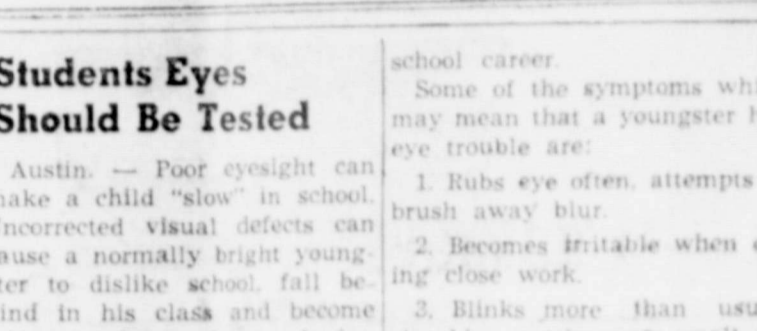 Students Eyes
Should Be Tested
Austin. — Poor eyesight can
make a child "slow" in school.
Uncorrected visual defects can
cause a normally bright young-
ster to dislike school, fall be-
hind in his class and become
school career.
Some of the symptoms whi
may mean that a youngster h
eye trouble are:
1. Rubs eye often, attempts
brush away blur.
2. Becomes irritable when
ing close work.
3. Blinks more than usu